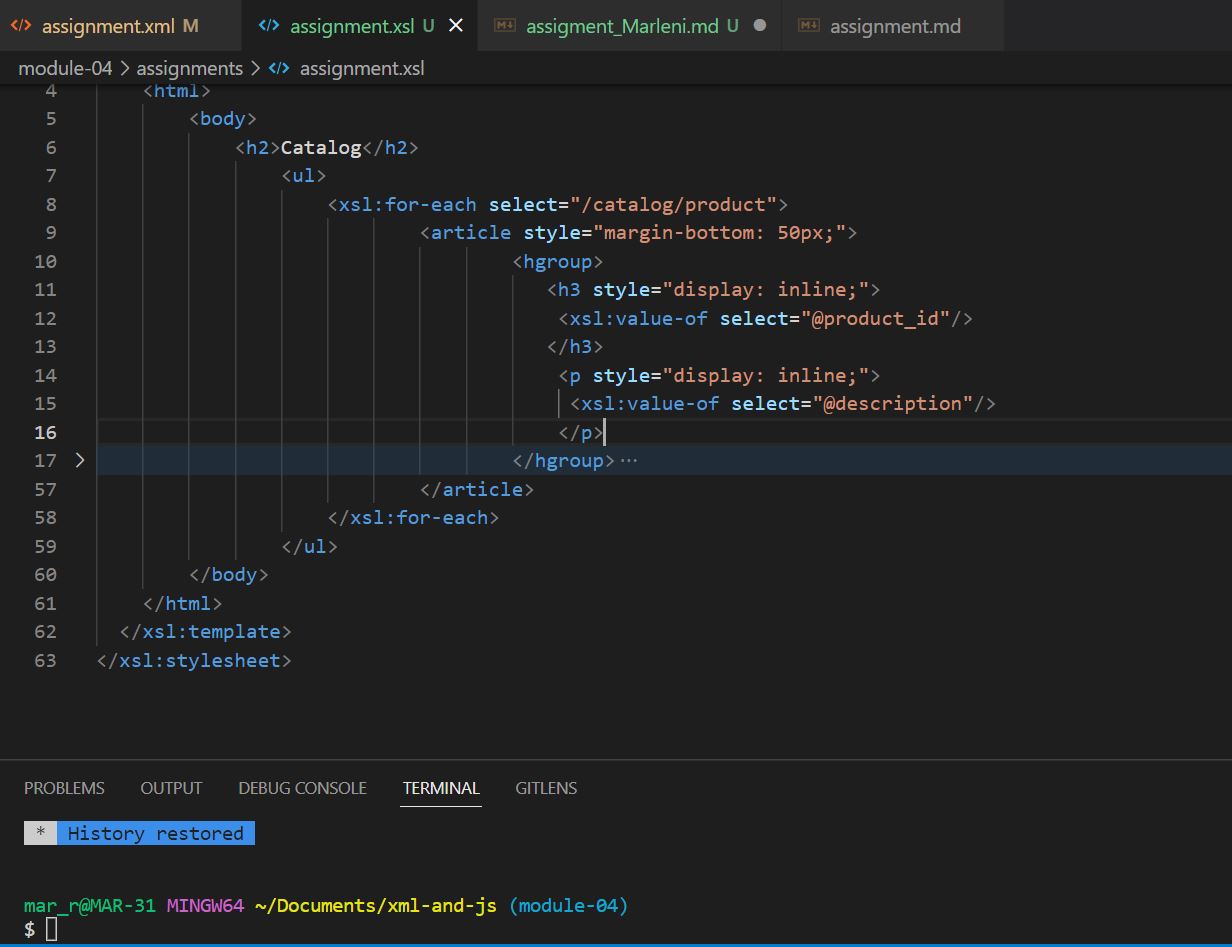 assignment.xml M assignment.xsl U assigment_Marleni.md U assignment.md
module-04 > assignments > assignment.xsl
4 <html>
5 <body>
6 <h2>Catalog</h2>
7 <ul>
8 <xsl:for-each select="/catalog/product">
9 <article style="margin-bottom: 50px;">
10 <hgroup>
11 <h3 style="display: inline;">
12 <xsl:value-of select="@product_id"/>
13 </h3>
14 <p style="display: inline;">
15 <xsl:value-of select="@description"/>
16 </p>
17 </hgroup>···
57 </article>
58 </xsl:for-each>
59 </ul>
60 </body>
61 </html>
62 </xsl:template>
63 </xsl:stylesheet>
PROBLEMS OUTPUT DEBUG CONSOLE TERMINAL GITLENS
* History restored
mar_r@MAR-31 MINGW64 ~/Documents/xml-and-js (module-04)
$